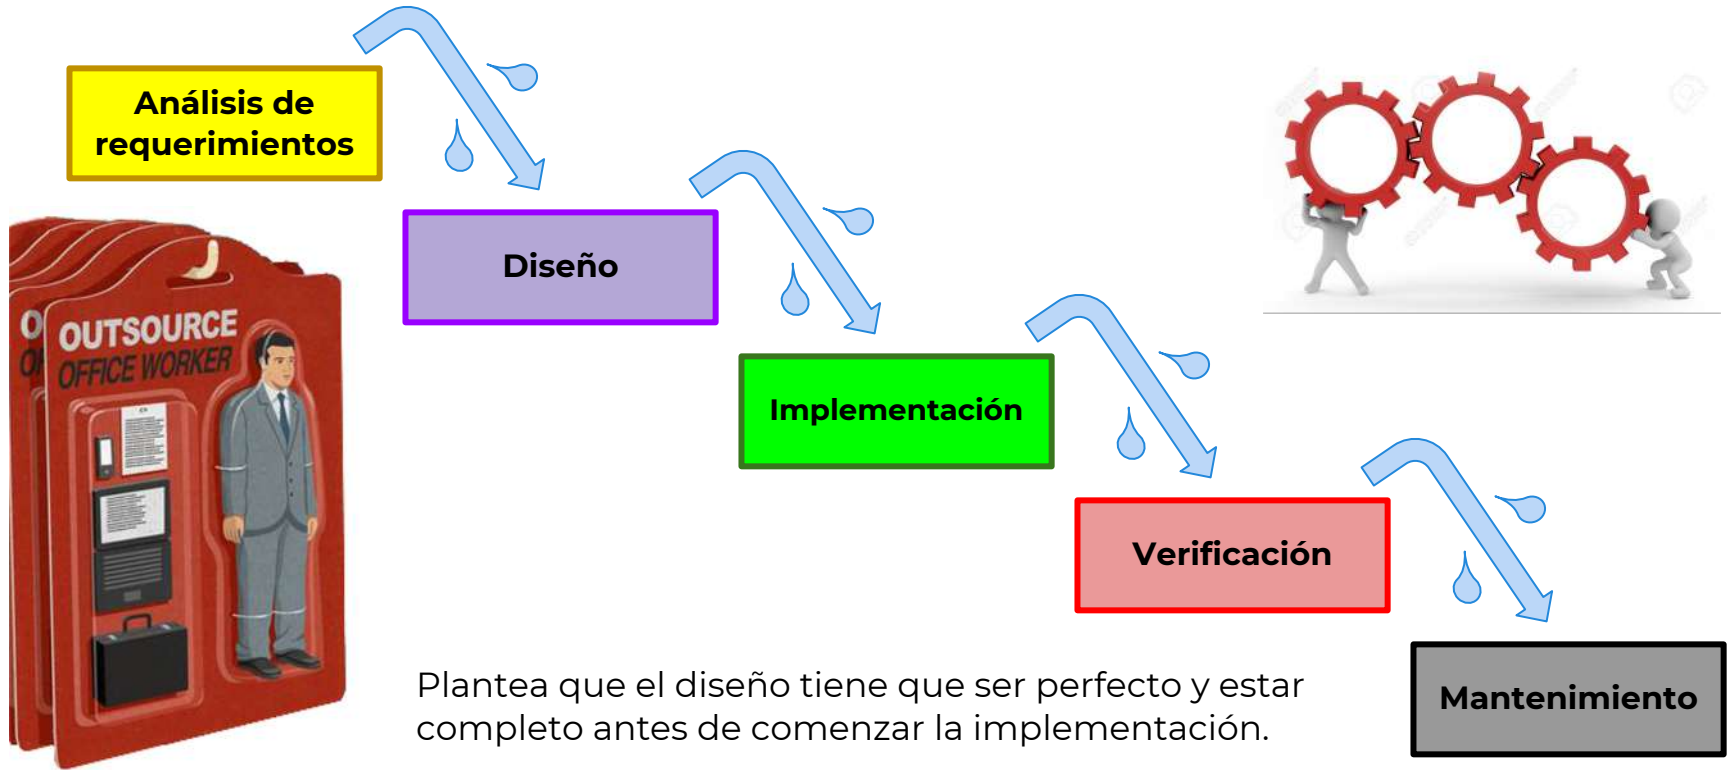 Análisis de
requerimientos
Diseño
OUTSOURCE
OFFICE WORKER
Implementación
Verificación
Mantenimiento
Plantea que el diseño tiene que ser perfecto y estar
completo antes de comenzar la implementación.